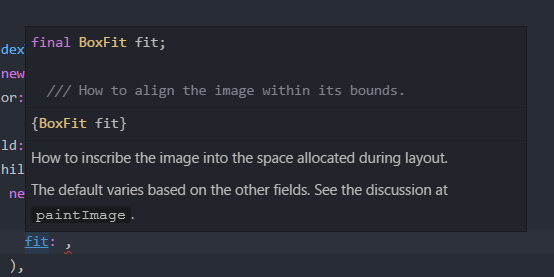 final BoxFit fit;
dex
new
/// How to align the image within its bounds.
or:
{BoxFit fit}
ld:
How to inscribe the image into the space allocated during layout.
hil
The default varies based on the other fields. See the discussion at
ne
paintImage.
fit: ,
),